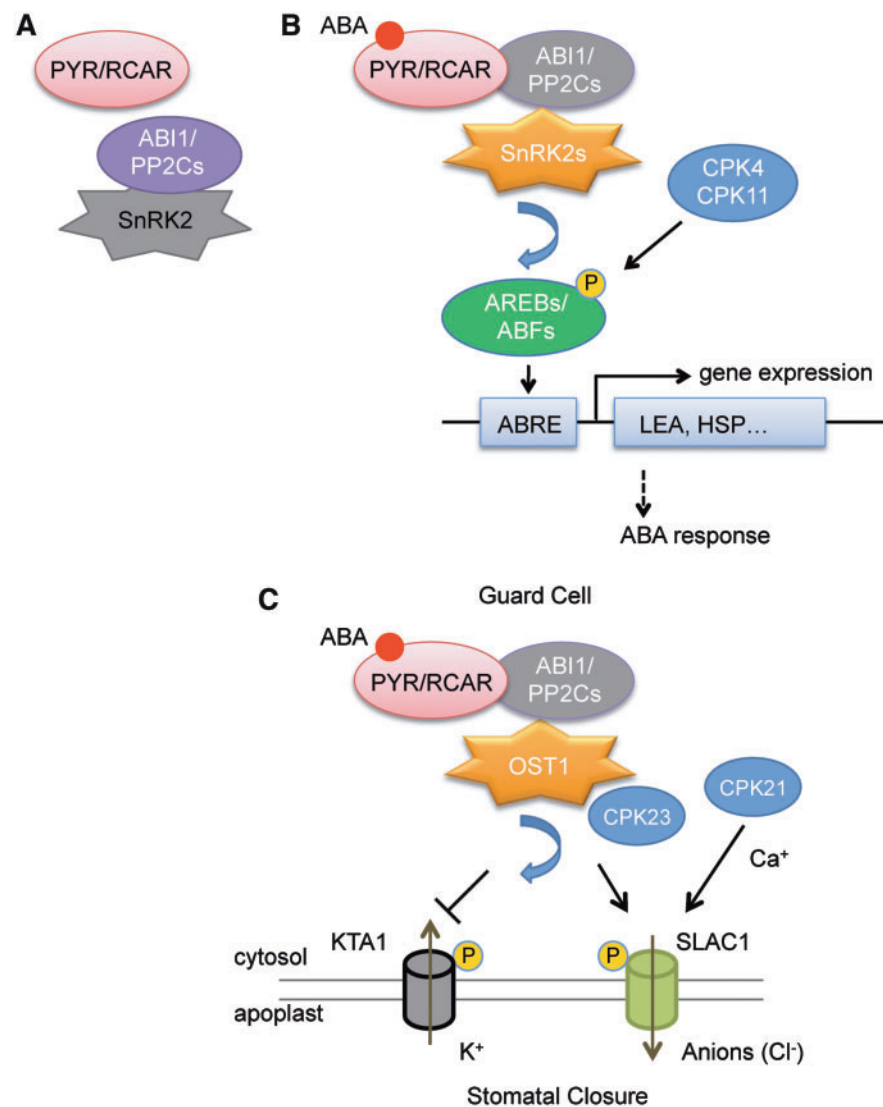 A
PYR/RCAR
ABI1/
PP2Cs
SnRK2
B
ABA
PYR/RCAR
ABI1/
PP2Cs
SnRK2s
CPK4
CPK11
P
AREBs/
ABFs
gene expression
ABRE
LEA, HSP...
ABA response
C
Guard Cell
ABA
PYR/RCAR
ABI1/
PP2Cs
OST1
CPK23
CPK21
Ca⁺
KTA1
P
P
SLAC1
cytosol
apoplast
K⁺
Anions (Cl⁻)
Stomatal Closure